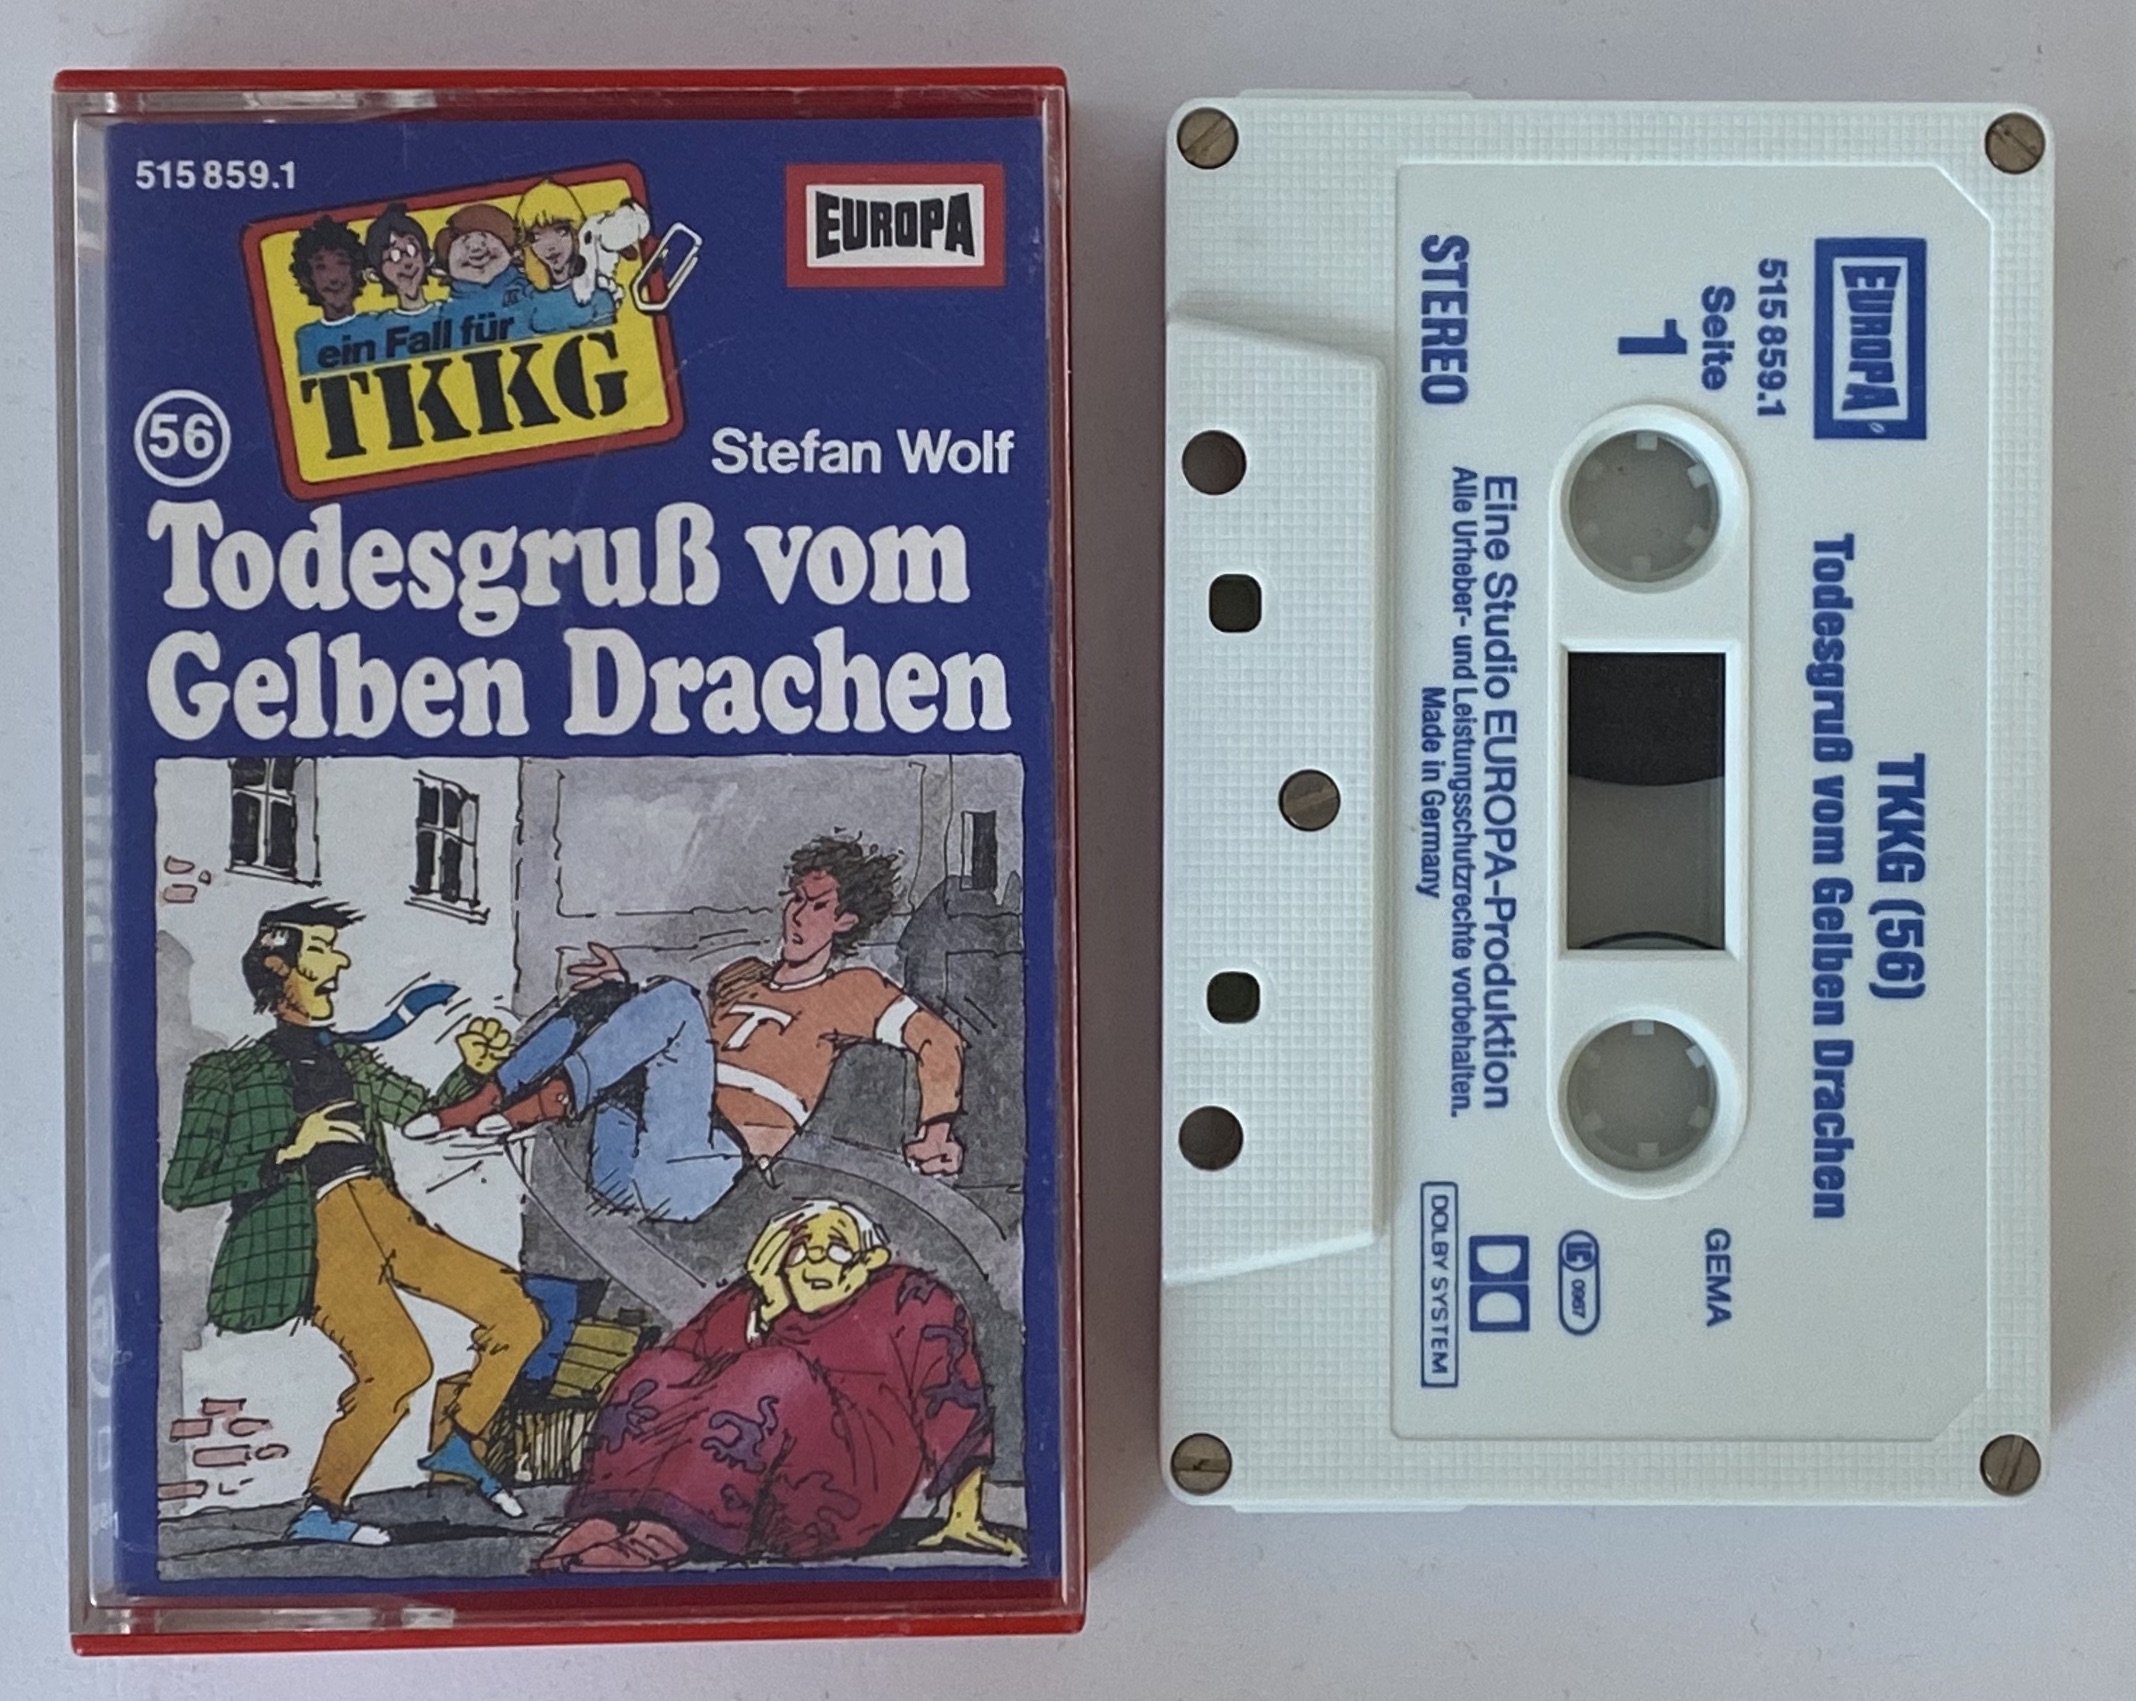 515 859.1
EUROPA
ein Fall für
TKKG
56
Stefan Wolf
Todesgruß vom
Gelben Drachen
T
TKKG (56)
Todesgruß vom Gelben Drachen
EUROPA
515 859.1
Seite
1
GEMA
LC 0967
STEREO
Eine Studio EUROPA-Produktion
Alle Urheber- und Leistungsschutzrechte vorbehalten.
Made in Germany
DOLBY SYSTEM